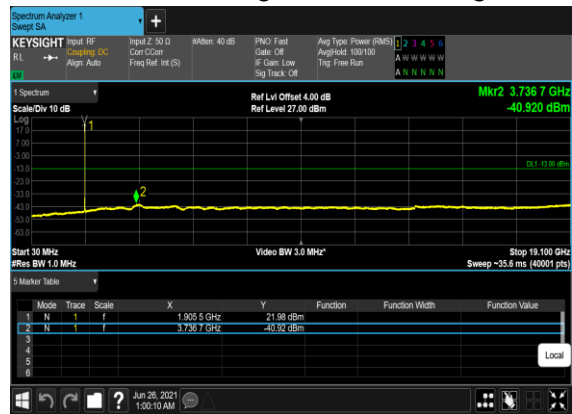 Spectrum Analyzer 1
Swept SA
+
KEYSIGHT Input: RF Input Z: 50 Ω #Atten: 40 dB PNO: Fast Avg Type: Power (RMS) 1 2 3 4 5 6
RL Coupling: DC Corr CCorr Gate: Off Avg|Hold: 100/100 A W W W W W
Align: Auto Freq Ref: Int (S) IF Gain: Low Trig: Free Run
LW Sig Track: Off A N N N N N
1 Spectrum Ref Lvl Offset 4.00 dB Mkr2 3.736 7 GHz
Scale/Div 10 dB Ref Level 27.00 dBm -40.920 dBm
Log
17.0
1
7.00
-3.00
-13.0 DL1 -13.00 dBm
-23.0
-33.0 2
-43.0
-53.0
-63.0
Start 30 MHz Video BW 3.0 MHz* Stop 19.100 GHz
#Res BW 1.0 MHz Sweep ~35.6 ms (40001 pts)
5 Marker Table
Mode Trace Scale X Y Function Function Width Function Value
1 N 1 f 1.905 5 GHz 21.98 dBm
2 N 1 f 3.736 7 GHz -40.92 dBm
3
4
5
6
Local
? Jun 26, 2021
1:00:10 AM